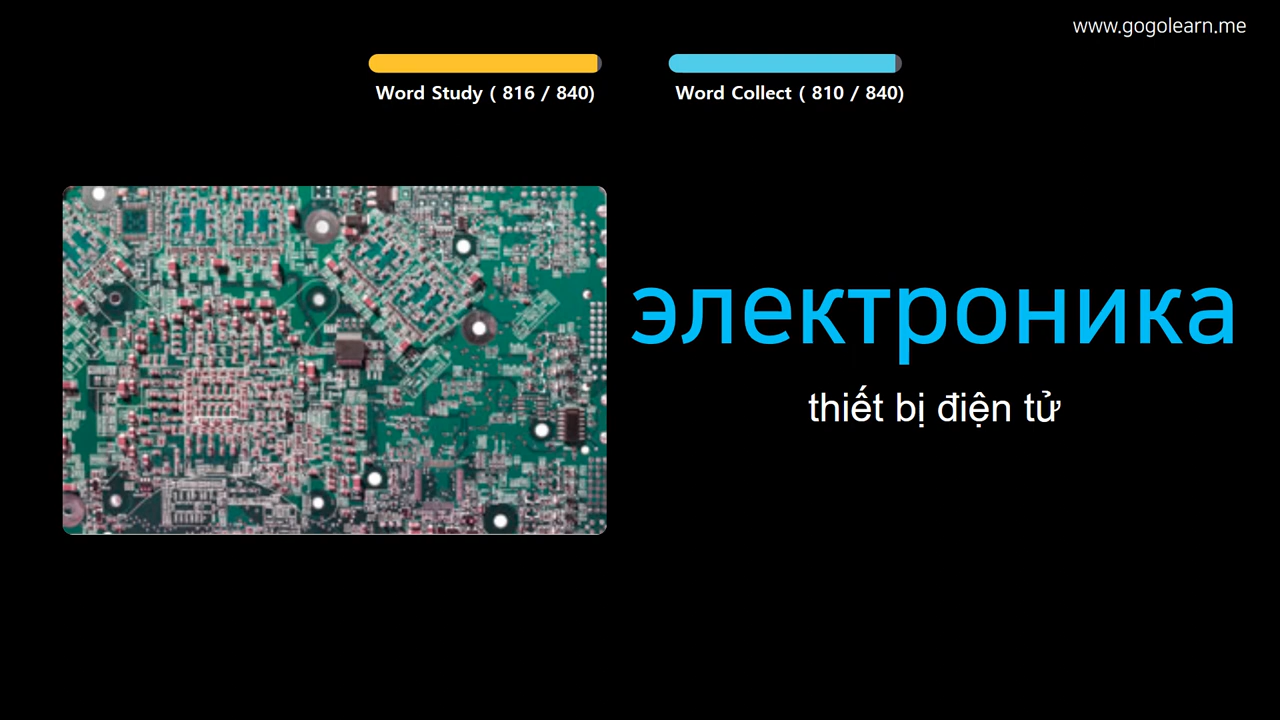 www.gogolearn.me
Word Study ( 816 / 840)
Word Collect ( 810 / 840)
электроника
thiết bị điện tử